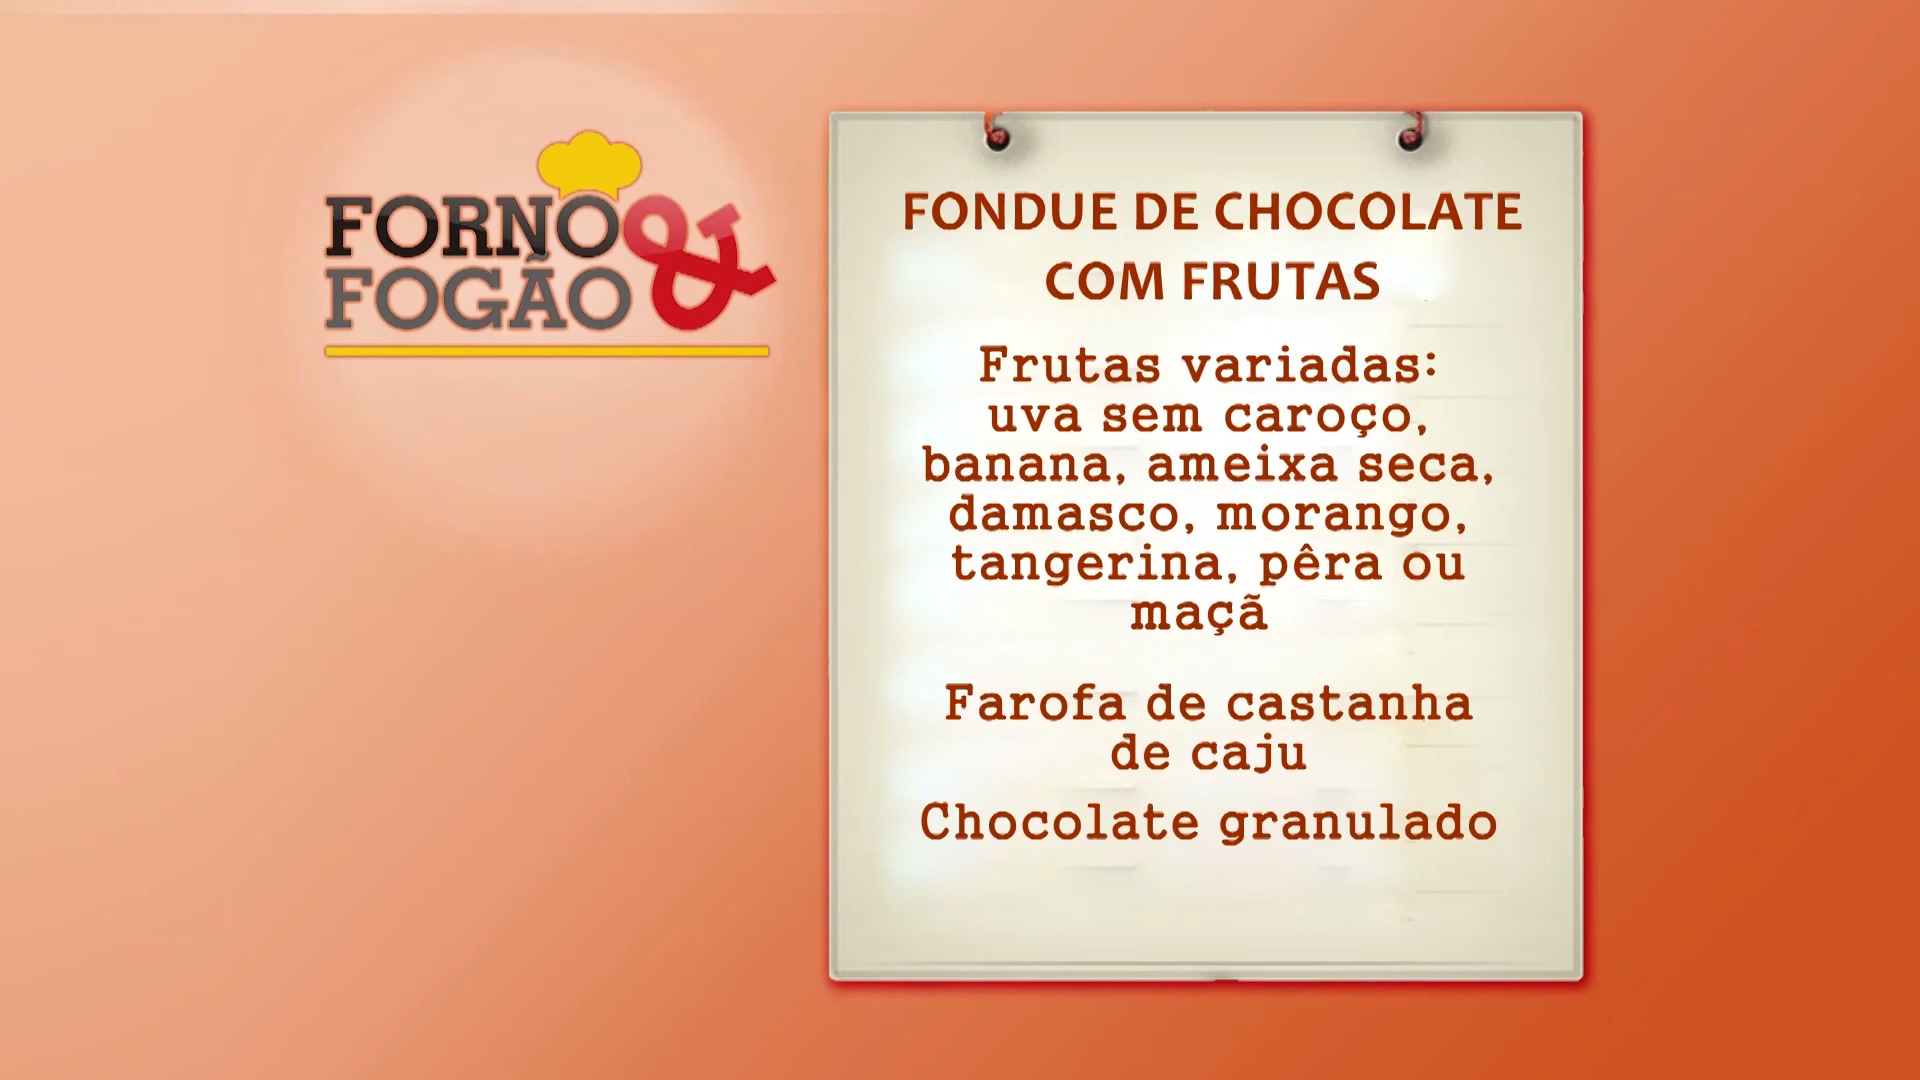 FORNO &
FOGÃO
FONDUE DE CHOCOLATE
COM FRUTAS
Frutas variadas:
uva sem caroço,
banana, ameixa seca,
damasco, morango,
tangerina, pêra ou
maçã
Farofa de castanha
de caju
Chocolate granulado